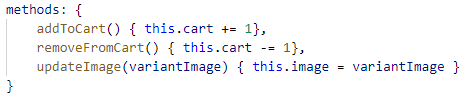 methods: {
    addToCart() { this.cart += 1},
    removeFromCart() { this.cart -= 1},
    updateImage(variantImage) { this.image = variantImage }
}